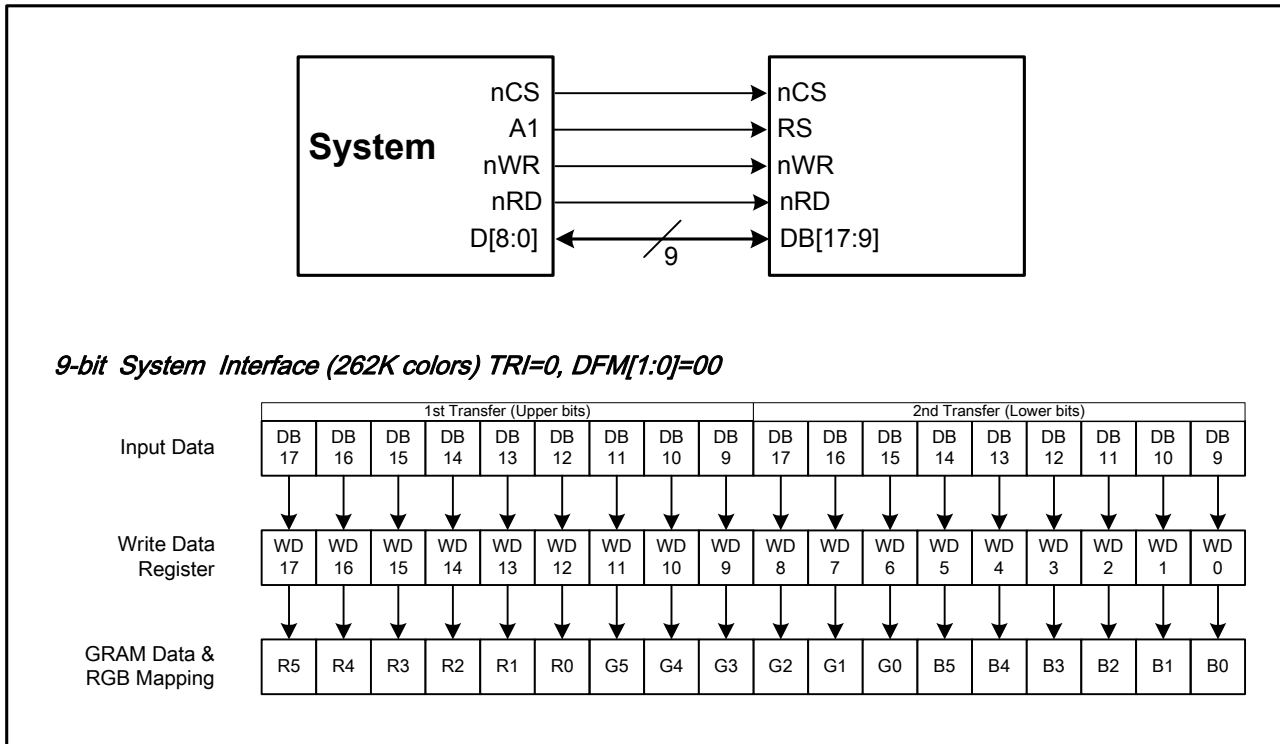 System
nCS nCS
A1 RS
nWR nWR
nRD nRD
D[8:0] DB[17:9]
9
9-bit System Interface (262K colors) TRI=0, DFM[1:0]=00
1st Transfer (Upper bits) 2nd Transfer (Lower bits)
Input Data
DB DB DB DB DB DB DB DB DB DB DB DB DB DB DB DB DB DB
17 16 15 14 13 12 11 10 9 17 16 15 14 13 12 11 10 9
Write Data
Register
WD WD WD WD WD WD WD WD WD WD WD WD WD WD WD WD WD WD
17 16 15 14 13 12 11 10 9 8 7 6 5 4 3 2 1 0
GRAM Data &
RGB Mapping
R5 R4 R3 R2 R1 R0 G5 G4 G3 G2 G1 G0 B5 B4 B3 B2 B1 B0